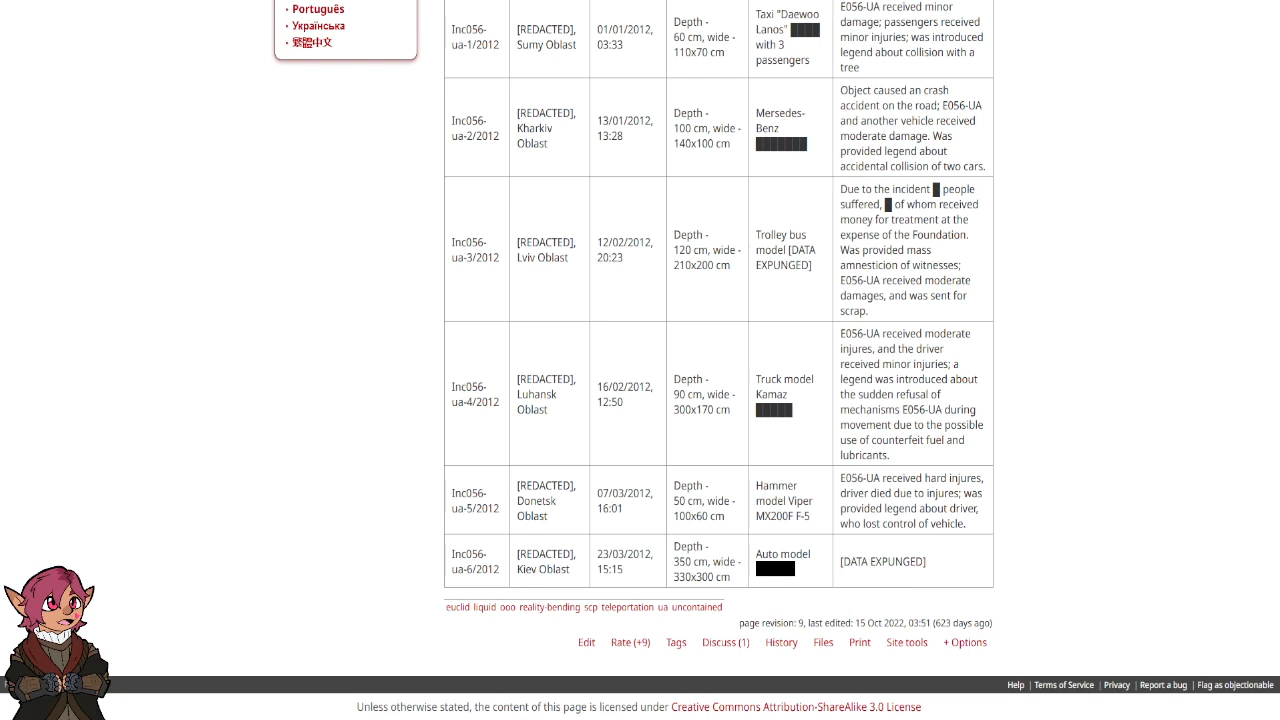 Português
Українська
繁體中文
Inc056-
ua-1/2012
[REDACTED],
Sumy Oblast
01/01/2012,
03:33
Depth -
60 cm, wide -
110x70 cm
Taxi "Daewoo
Lanos" ████
with 3
passengers
E056-UA received minor
damage; passengers received
minor injuries; was introduced
legend about collision with a
tree
Inc056-
ua-2/2012
[REDACTED],
Kharkiv
Oblast
13/01/2012,
13:28
Depth -
100 cm, wide -
140x100 cm
Mersedes-
Benz
███████
Object caused an crash
accident on the road; E056-UA
and another vehicle received
moderate damage. Was
provided legend about
accidental collision of two cars.
Inc056-
ua-3/2012
[REDACTED],
Lviv Oblast
12/02/2012,
20:23
Depth -
120 cm, wide -
210x200 cm
Trolley bus
model [DATA
EXPUNGED]
Due to the incident █ people
suffered, █ of whom received
money for treatment at the
expense of the Foundation.
Was provided mass
amnesticion of witnesses;
E056-UA received moderate
damages, and was sent for
scrap.
Inc056-
ua-4/2012
[REDACTED],
Luhansk
Oblast
16/02/2012,
12:50
Depth -
90 cm, wide -
300x170 cm
Truck model
Kamaz
█████
E056-UA received moderate
injures, and the driver
received minor injuries; a
legend was introduced about
the sudden refusal of
mechanisms E056-UA during
movement due to the possible
use of counterfeit fuel and
lubricants.
Inc056-
ua-5/2012
[REDACTED],
Donetsk
Oblast
07/03/2012,
16:01
Depth -
50 cm, wide -
100x60 cm
Hammer
model Viper
MX200F F-5
E056-UA received hard injures,
driver died due to injures; was
provided legend about driver,
who lost control of vehicle.
Inc056-
ua-6/2012
[REDACTED],
Kiev Oblast
23/03/2012,
15:15
Depth -
350 cm, wide -
330x300 cm
Auto model
[DATA EXPUNGED]
euclid liquid ooo reality-bending scp teleportation ua uncontained
page revision: 9, last edited: 15 Oct 2022, 03:51 (623 days ago)
Edit Rate (+9) Tags Discuss (1) History Files Print Site tools + Options
Help | Terms of Service | Privacy | Report a bug | Flag as objectionable
Unless otherwise stated, the content of this page is licensed under Creative Commons Attribution-ShareAlike 3.0 License